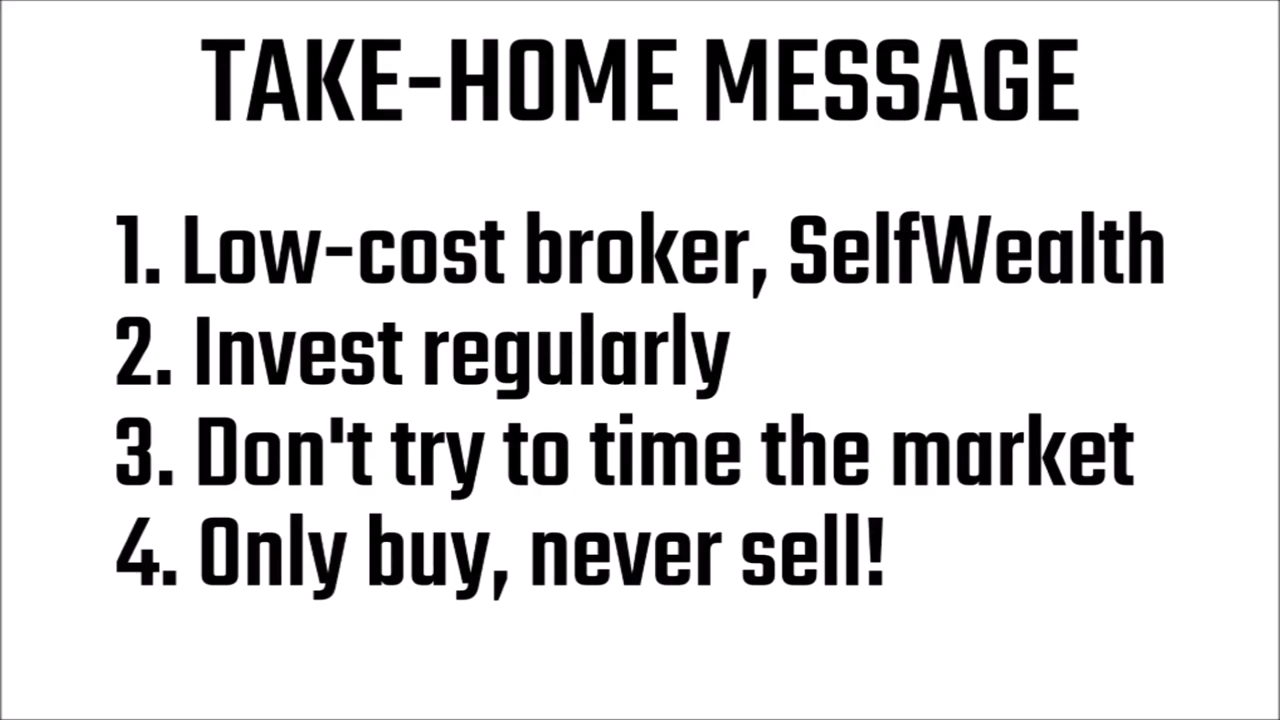 TAKE-HOME MESSAGE
1. Low-cost broker, SelfWealth
2. Invest regularly
3. Don't try to time the market
4. Only buy, never sell!